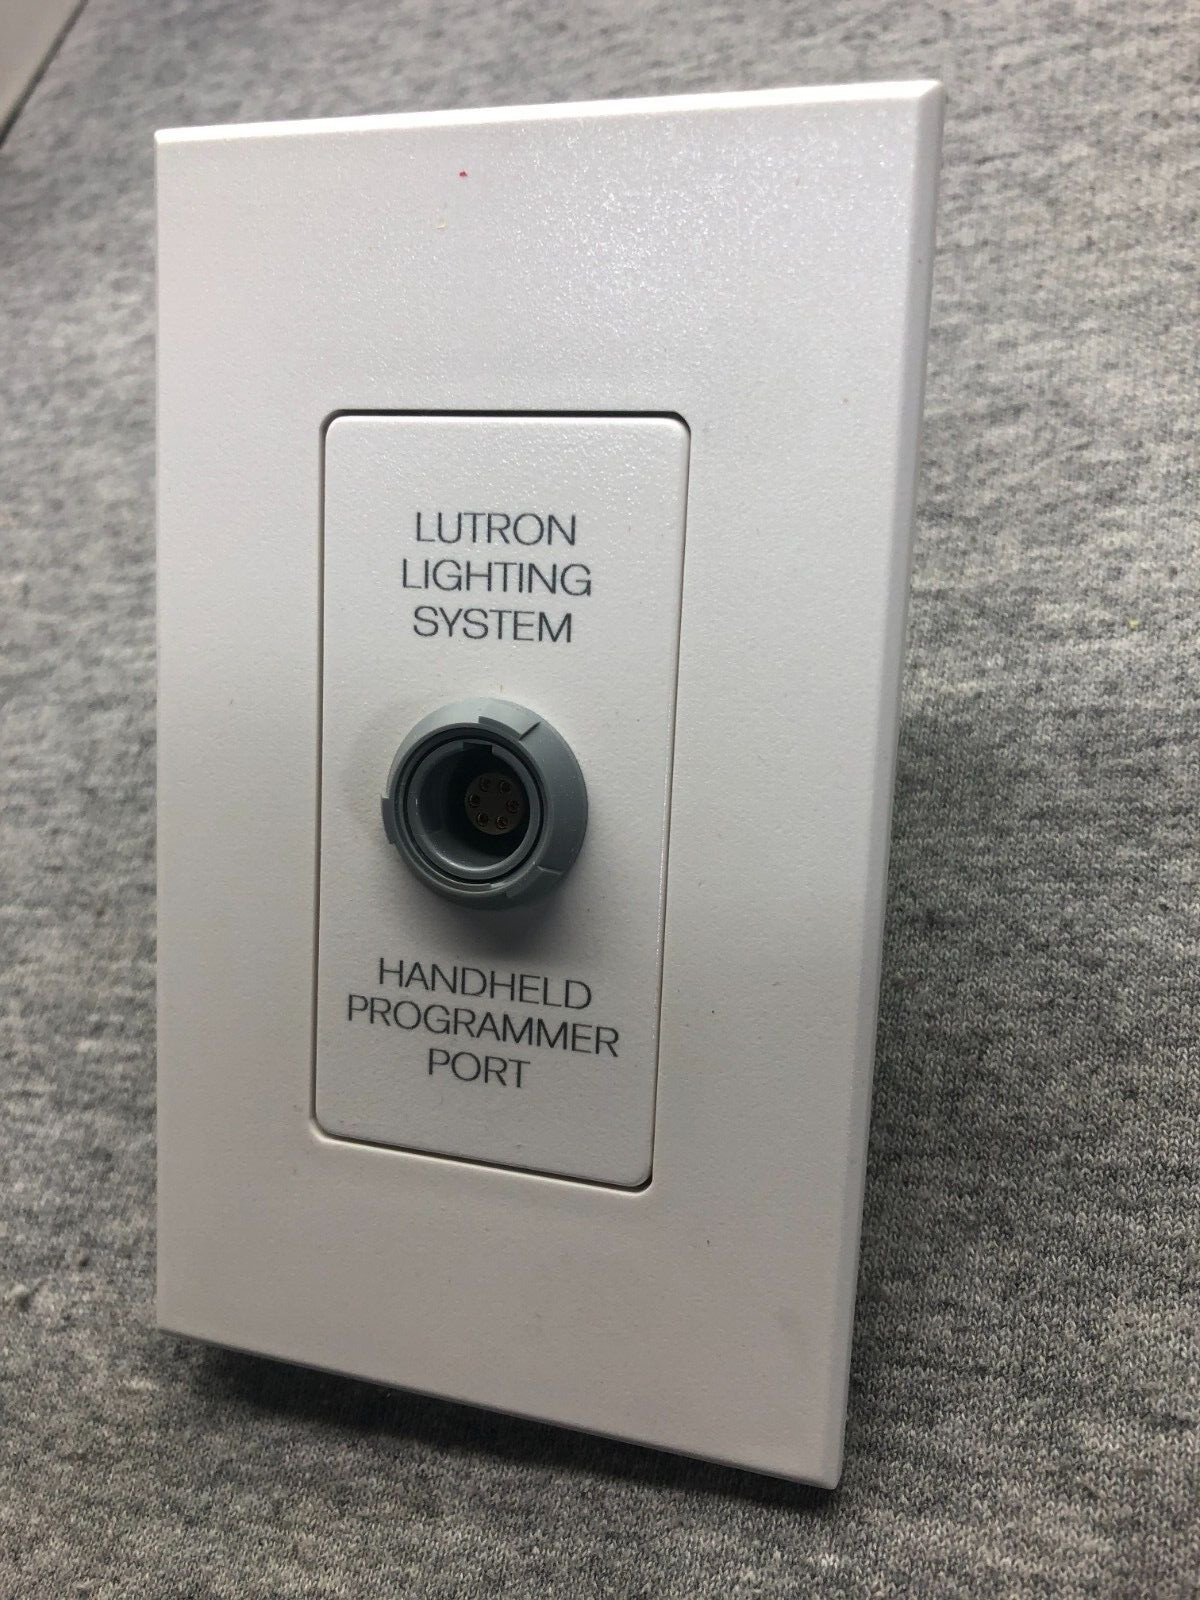 LUTRON
LIGHTING
SYSTEM
HANDHELD
PROGRAMMER
PORT